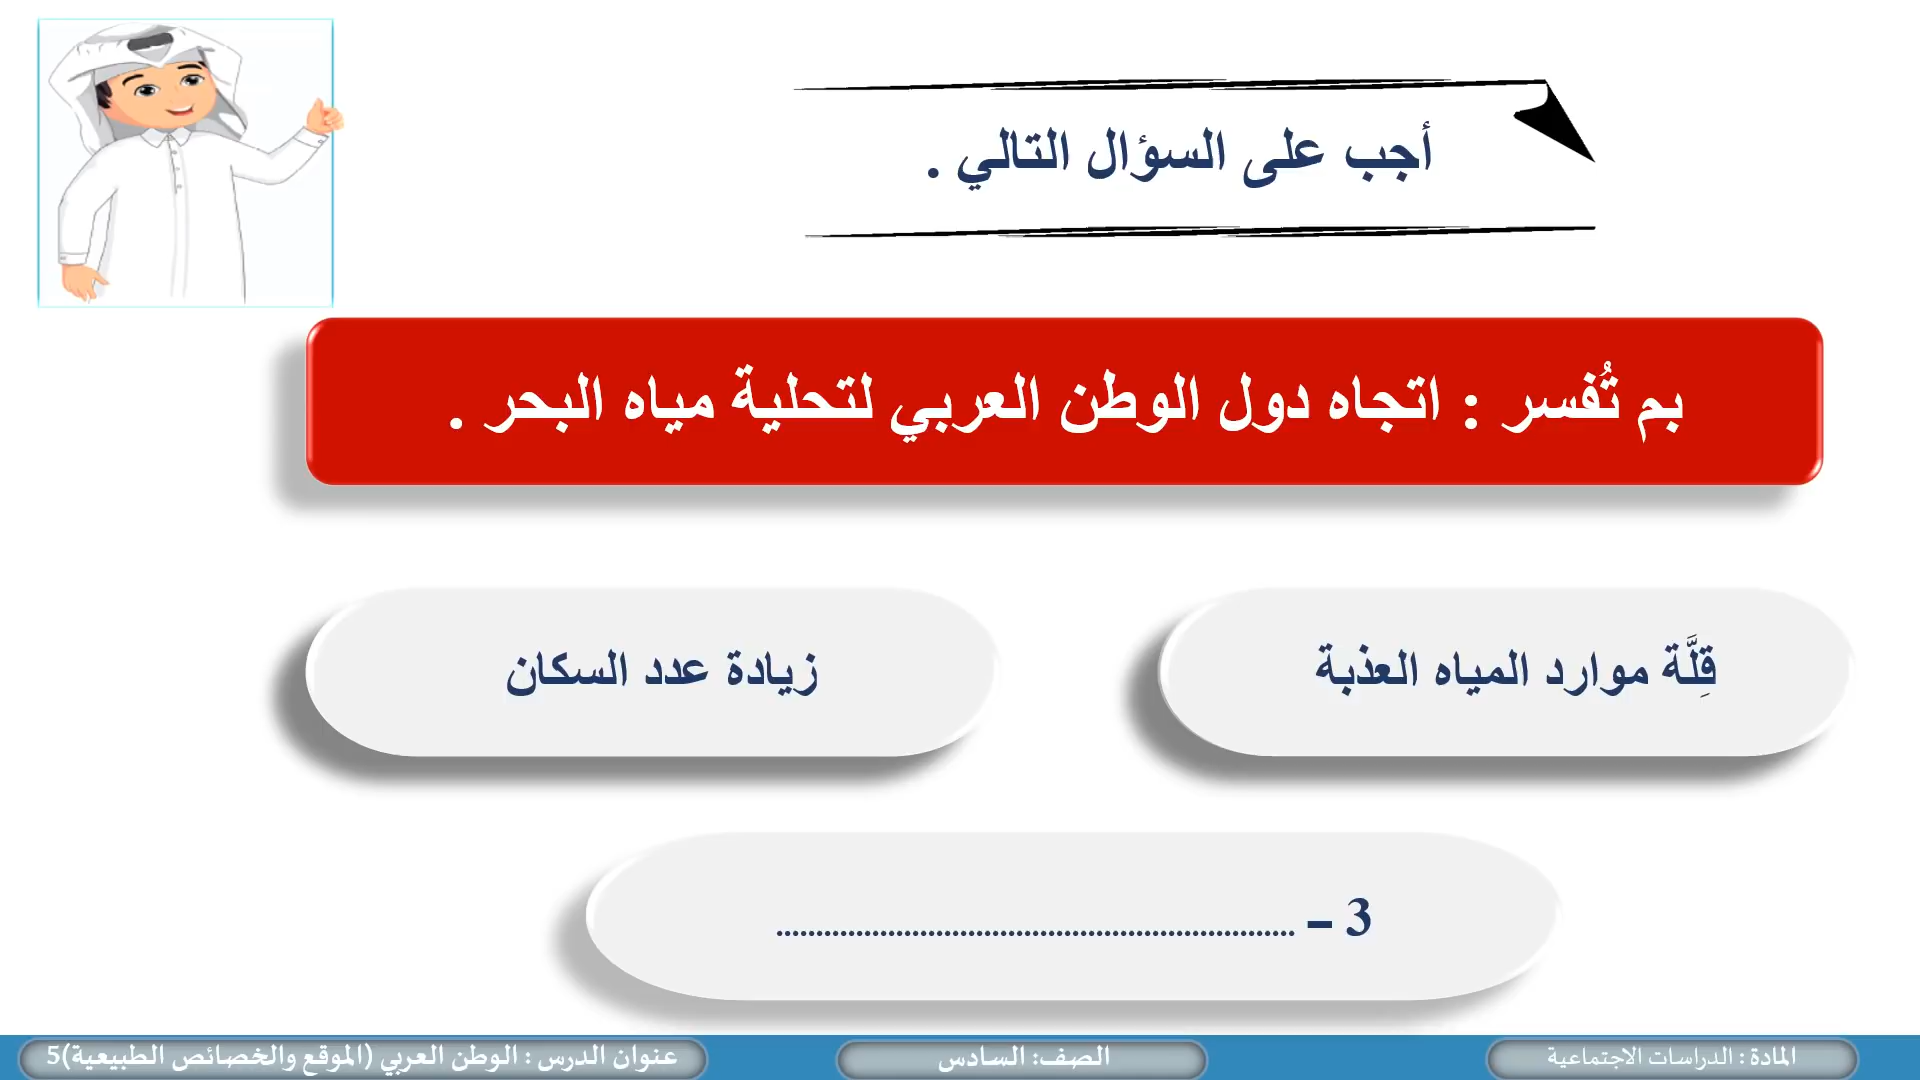 أجب على السؤال التالي .
بم تُفسر : اتجاه دول الوطن العربي لتحلية مياه البحر .
قِلَّة موارد المياه العذبة
زيادة عدد السكان
3 – ................................................................
المادة : الدراسات الاجتماعية
الصف: السادس
عنوان الدرس : الوطن العربي (الموقع والخصائص الطبيعية)5